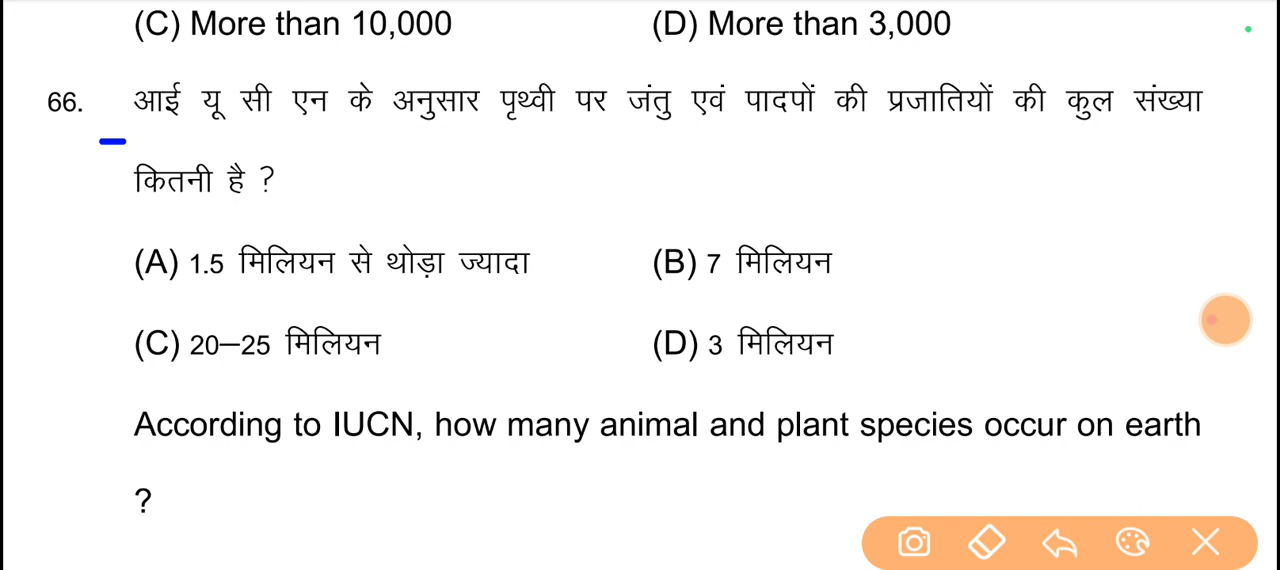 (C) More than 10,000 (D) More than 3,000
66. आई यू सी एन के अनुसार पृथ्वी पर जंतु एवं पादपों की प्रजातियों की कुल संख्या
कितनी है ?
(A) 1.5 मिलियन से थोड़ा ज्यादा (B) 7 मिलियन
(C) 20–25 मिलियन (D) 3 मिलियन
According to IUCN, how many animal and plant species occur on earth
?